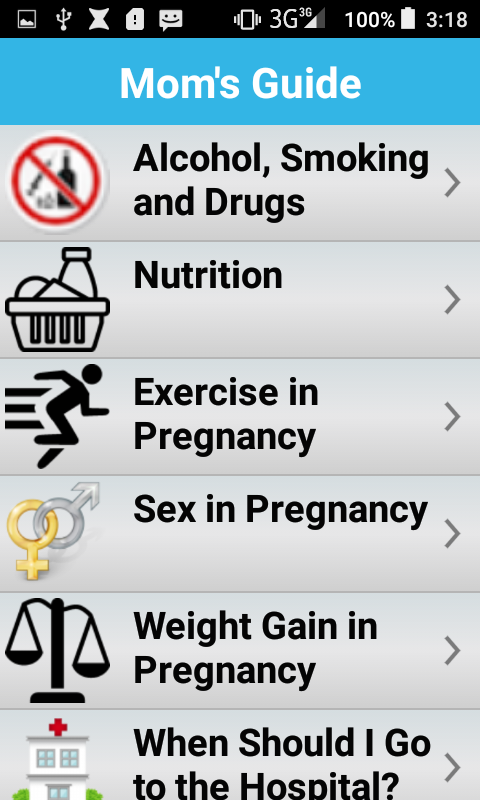 3G 3G 100% 3:18
Mom's Guide
Alcohol, Smoking
and Drugs
Nutrition
Exercise in
Pregnancy
Sex in Pregnancy
Weight Gain in
Pregnancy
When Should I Go
to the Hospital?